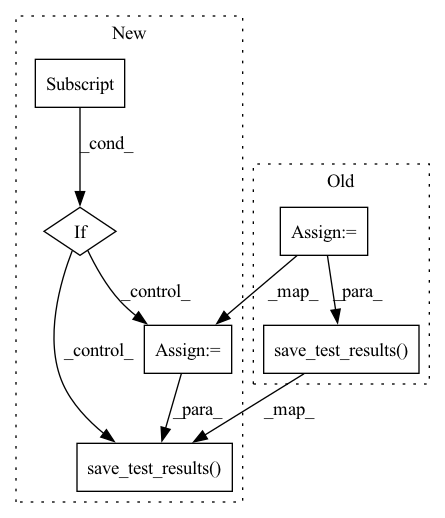 New
Subscript
_cond_
Old
If
Assign:=
_control_
_map_
_para_
_control_
Assign:=
save_test_results()
_para_
_map_
save_test_results()